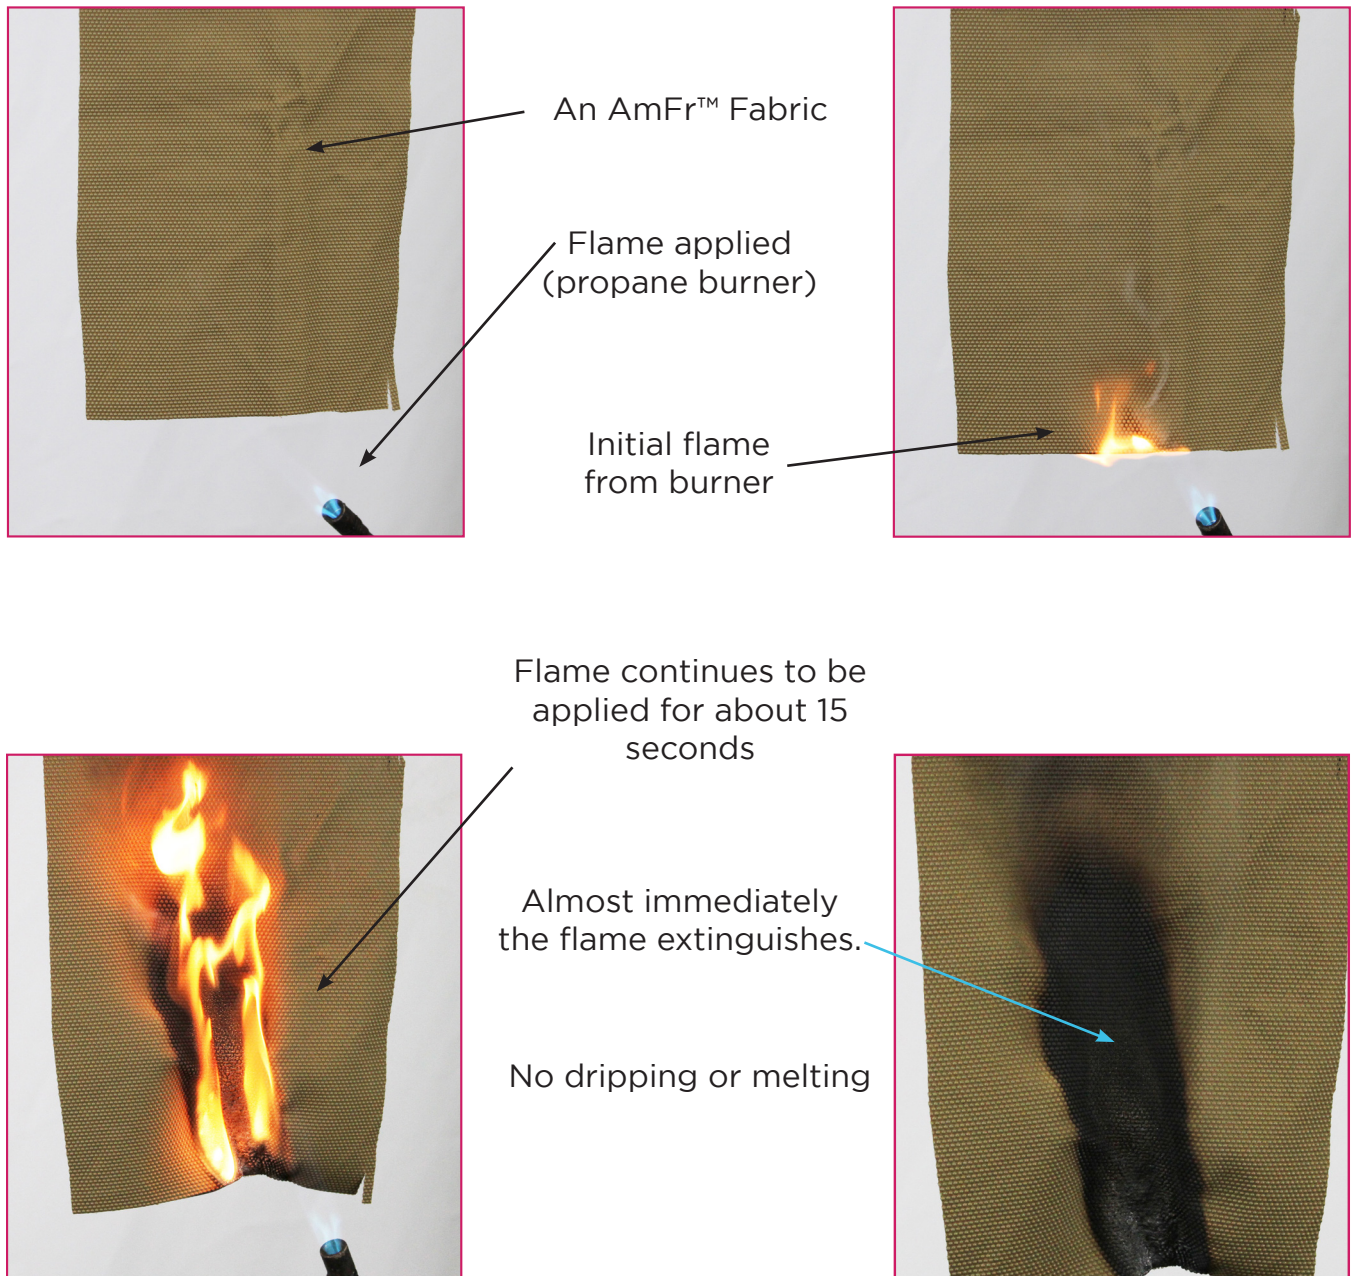 An AmFr™ Fabric
Flame applied
(propane burner)
Initial flame
from burner
Flame continues to be
applied for about 15
seconds
Almost immediately
the flame extinguishes.
No dripping or melting